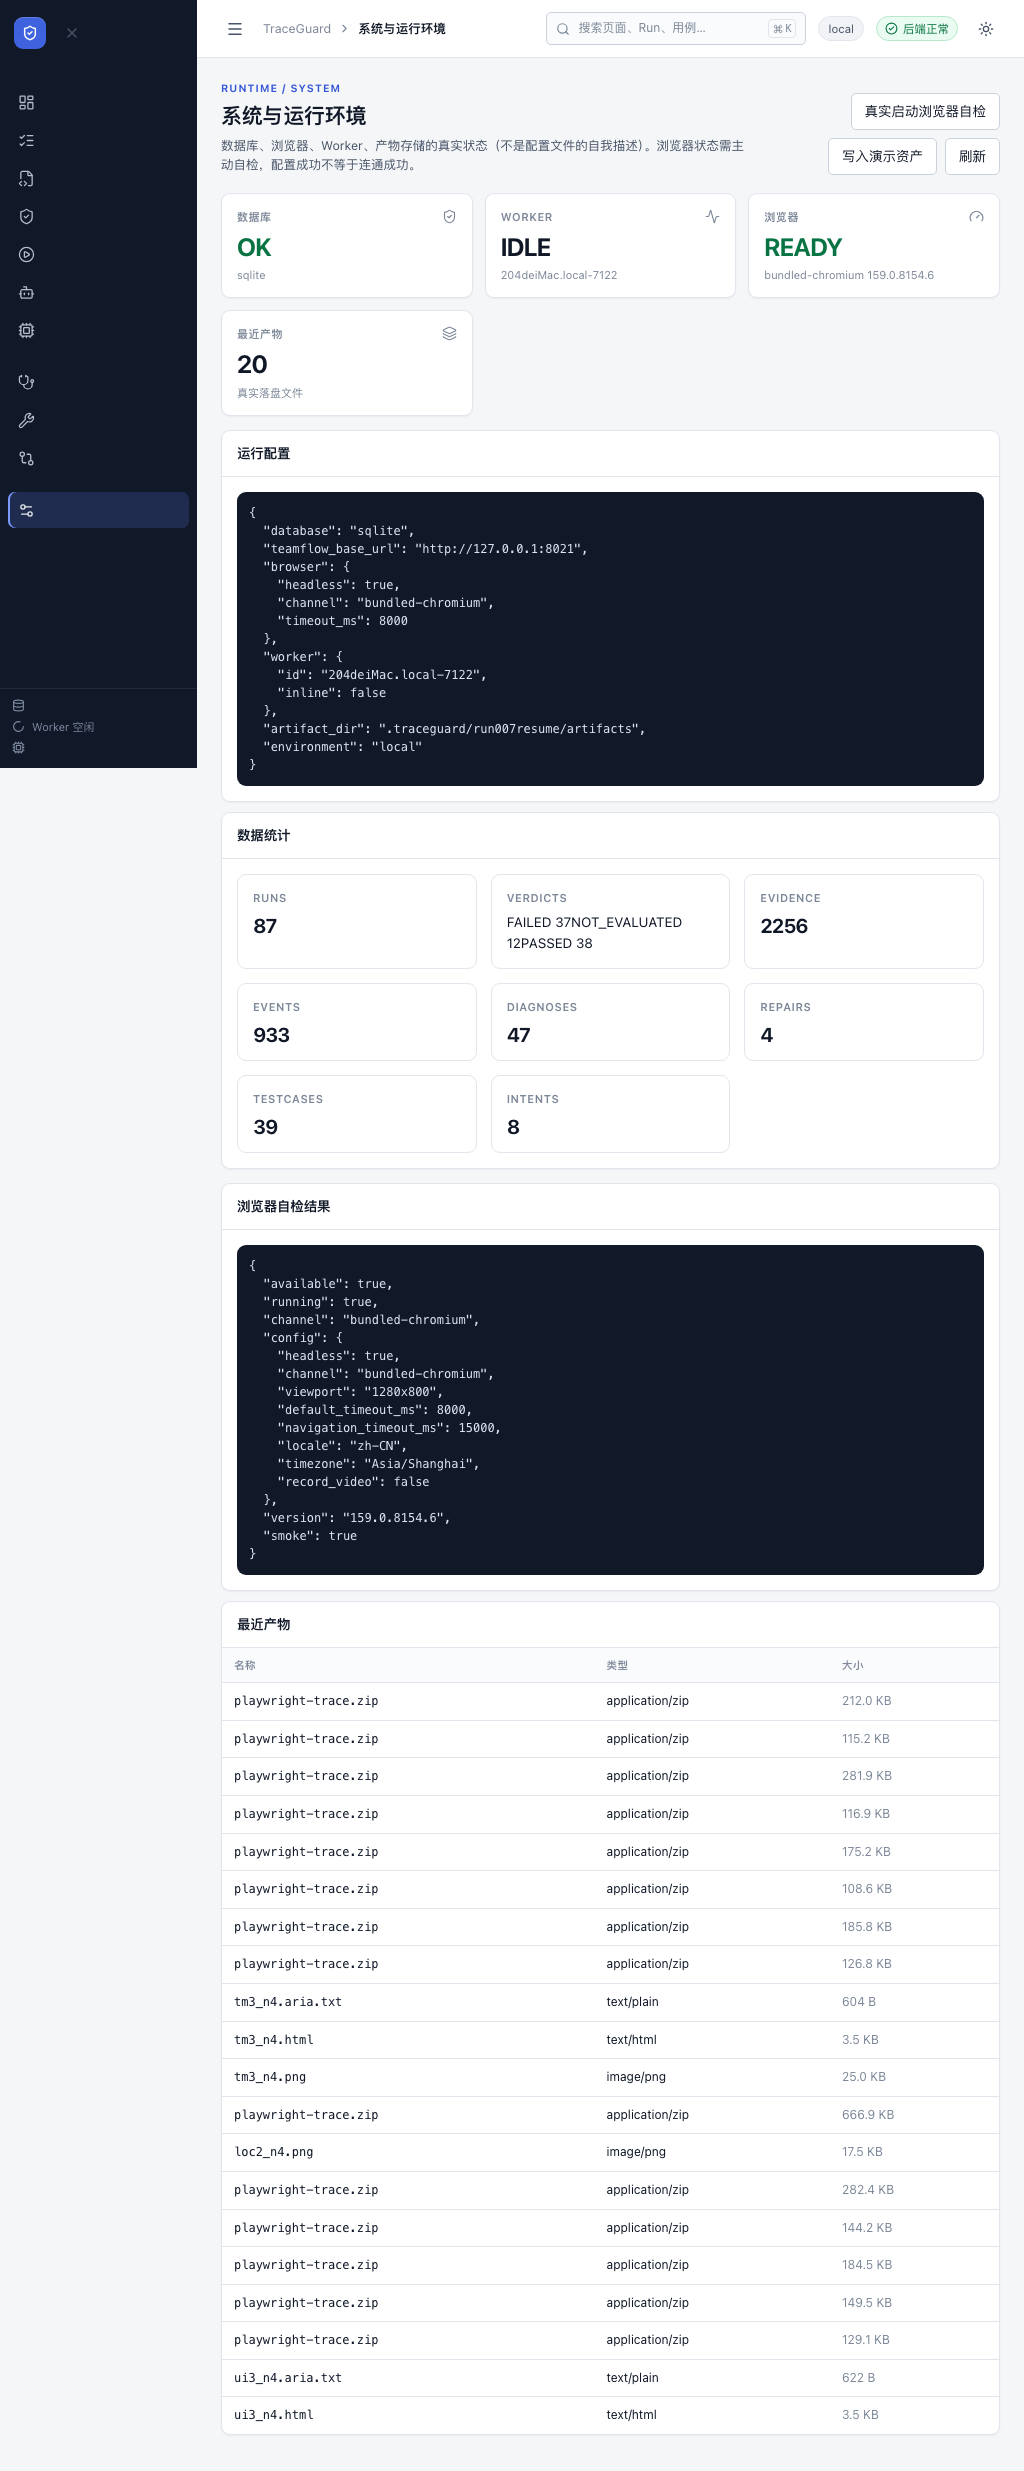 TraceGuard > 系统与运行环境
搜索页面、Run、用例...
⌘ K
local
后端正常
RUNTIME / SYSTEM
系统与运行环境
数据库、浏览器、Worker、产物存储的真实状态（不是配置文件的自我描述）。浏览器状态需主
动自检，配置成功不等于连通成功。
真实启动浏览器自检
写入演示资产
刷新
数据库
OK
sqlite
WORKER
IDLE
204deiMac.local-7122
浏览器
READY
bundled-chromium 159.0.8154.6
最近产物
20
真实落盘文件
Worker 空闲
运行配置
{
  "database": "sqlite",
  "teamflow_base_url": "http://127.0.0.1:8021",
  "browser": {
    "headless": true,
    "channel": "bundled-chromium",
    "timeout_ms": 8000
  },
  "worker": {
    "id": "204deiMac.local-7122",
    "inline": false
  },
  "artifact_dir": ".traceguard/run007resume/artifacts",
  "environment": "local"
}
数据统计
RUNS
87
VERDICTS
FAILED 37NOT_EVALUATED
12PASSED 38
EVIDENCE
2256
EVENTS
933
DIAGNOSES
47
REPAIRS
4
TESTCASES
39
INTENTS
8
浏览器自检结果
{
  "available": true,
  "running": true,
  "channel": "bundled-chromium",
  "config": {
    "headless": true,
    "channel": "bundled-chromium",
    "viewport": "1280x800",
    "default_timeout_ms": 8000,
    "navigation_timeout_ms": 15000,
    "locale": "zh-CN",
    "timezone": "Asia/Shanghai",
    "record_video": false
  },
  "version": "159.0.8154.6",
  "smoke": true
}
最近产物
名称 类型 大小
playwright-trace.zip application/zip 212.0 KB
playwright-trace.zip application/zip 115.2 KB
playwright-trace.zip application/zip 281.9 KB
playwright-trace.zip application/zip 116.9 KB
playwright-trace.zip application/zip 175.2 KB
playwright-trace.zip application/zip 108.6 KB
playwright-trace.zip application/zip 185.8 KB
playwright-trace.zip application/zip 126.8 KB
tm3_n4.aria.txt text/plain 604 B
tm3_n4.html text/html 3.5 KB
tm3_n4.png image/png 25.0 KB
playwright-trace.zip application/zip 666.9 KB
loc2_n4.png image/png 17.5 KB
playwright-trace.zip application/zip 282.4 KB
playwright-trace.zip application/zip 144.2 KB
playwright-trace.zip application/zip 184.5 KB
playwright-trace.zip application/zip 149.5 KB
playwright-trace.zip application/zip 129.1 KB
ui3_n4.aria.txt text/plain 622 B
ui3_n4.html text/html 3.5 KB